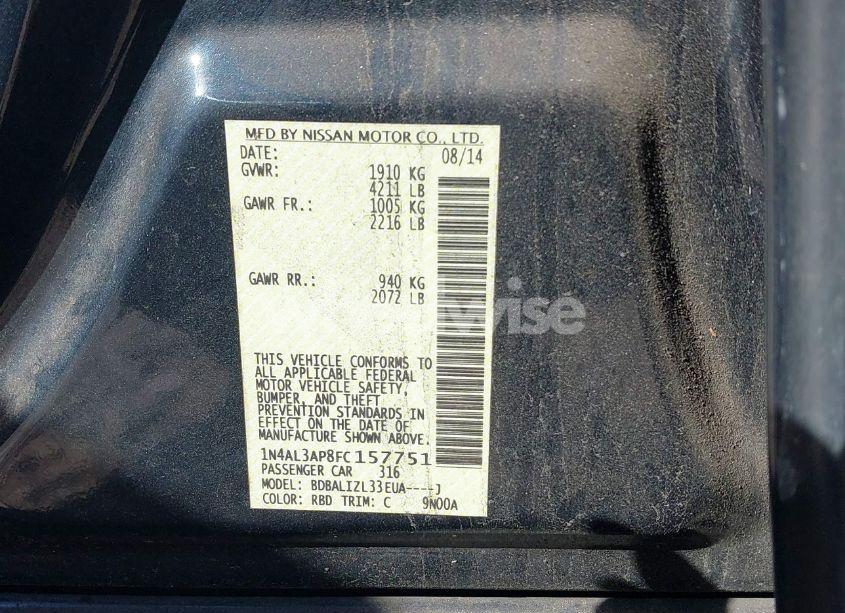 MFD BY NISSAN MOTOR CO., LTD.
DATE: 08/14
GVWR: 1910 KG
4211 LB
GAWR FR.: 1005 KG
2216 LB
GAWR RR.: 940 KG
2072 LB
THIS VEHICLE CONFORMS TO
ALL APPLICABLE FEDERAL
MOTOR VEHICLE SAFETY,
BUMPER, AND THEFT
PREVENTION STANDARDS IN
EFFECT ON THE DATE OF
MANUFACTURE SHOWN ABOVE.
1N4AL3AP8FC157751
PASSENGER CAR 316
MODEL: BDBALIZL33EUA----J
COLOR: RBD TRIM: C 9N00A